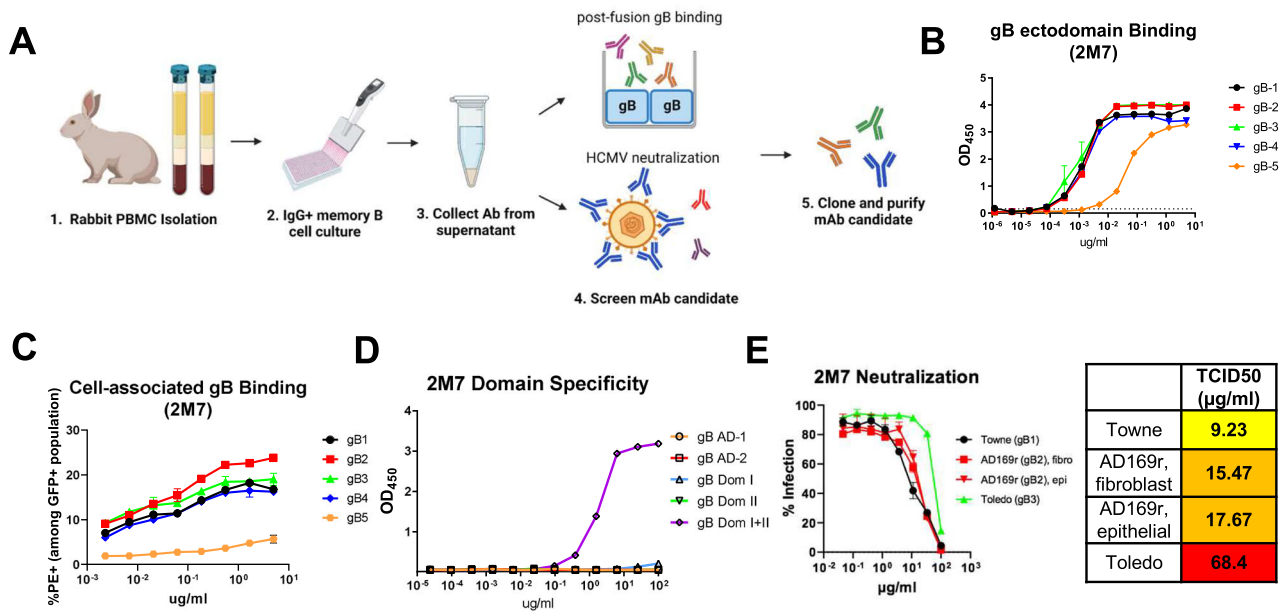 A
1. Rabbit PBMC Isolation
2. IgG+ memory B
cell culture
3. Collect Ab from
supernatant
post-fusion gB binding
gB
gB
HCMV neutralization
4. Screen mAb candidate
5. Clone and purify
mAb candidate
B
gB ectodomain Binding
(2M7)
OD450
5
4
3
2
1
0
10-6 10-5 10-4 10-3 10-2 10-1 100 101
ug/ml
gB-1
gB-2
gB-3
gB-4
gB-5
C
Cell-associated gB Binding
(2M7)
%PE+ (among GFP+ population)
30
20
10
0
10-3 10-2 10-1 100 101
ug/ml
gB1
gB2
gB3
gB4
gB5
D
2M7 Domain Specificity
OD450
4
3
2
1
10-5 10-4 10-3 10-2 10-1 100 101 102
ug/ml
gB AD-1
gB AD-2
gB Dom I
gB Dom II
gB Dom I+II
E
2M7 Neutralization
% Infection
100
80
60
40
20
0
10-2 10-1 100 101 102 103
µg/ml
Towne (gB1)
AD169r (gB2), fibro
AD169r (gB2), epi
Toledo (gB3)
TCID50
(µg/ml)
Towne 9.23
AD169r,
fibroblast 15.47
AD169r,
epithelial 17.67
Toledo 68.4